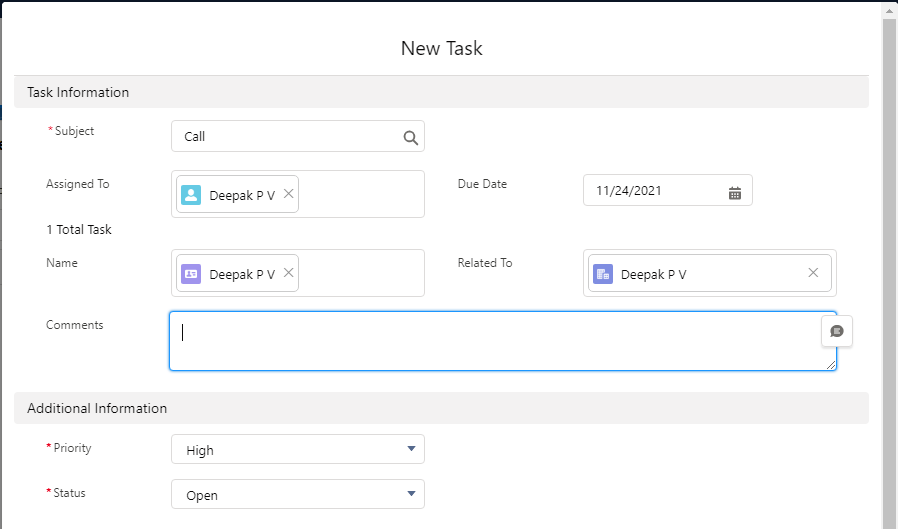 New Task
Task Information
* Subject
Call
Assigned To
Deepak P V
Due Date
11/24/2021
1 Total Task
Name
Deepak P V
Related To
Deepak P V
Comments
Additional Information
* Priority
High
* Status
Open